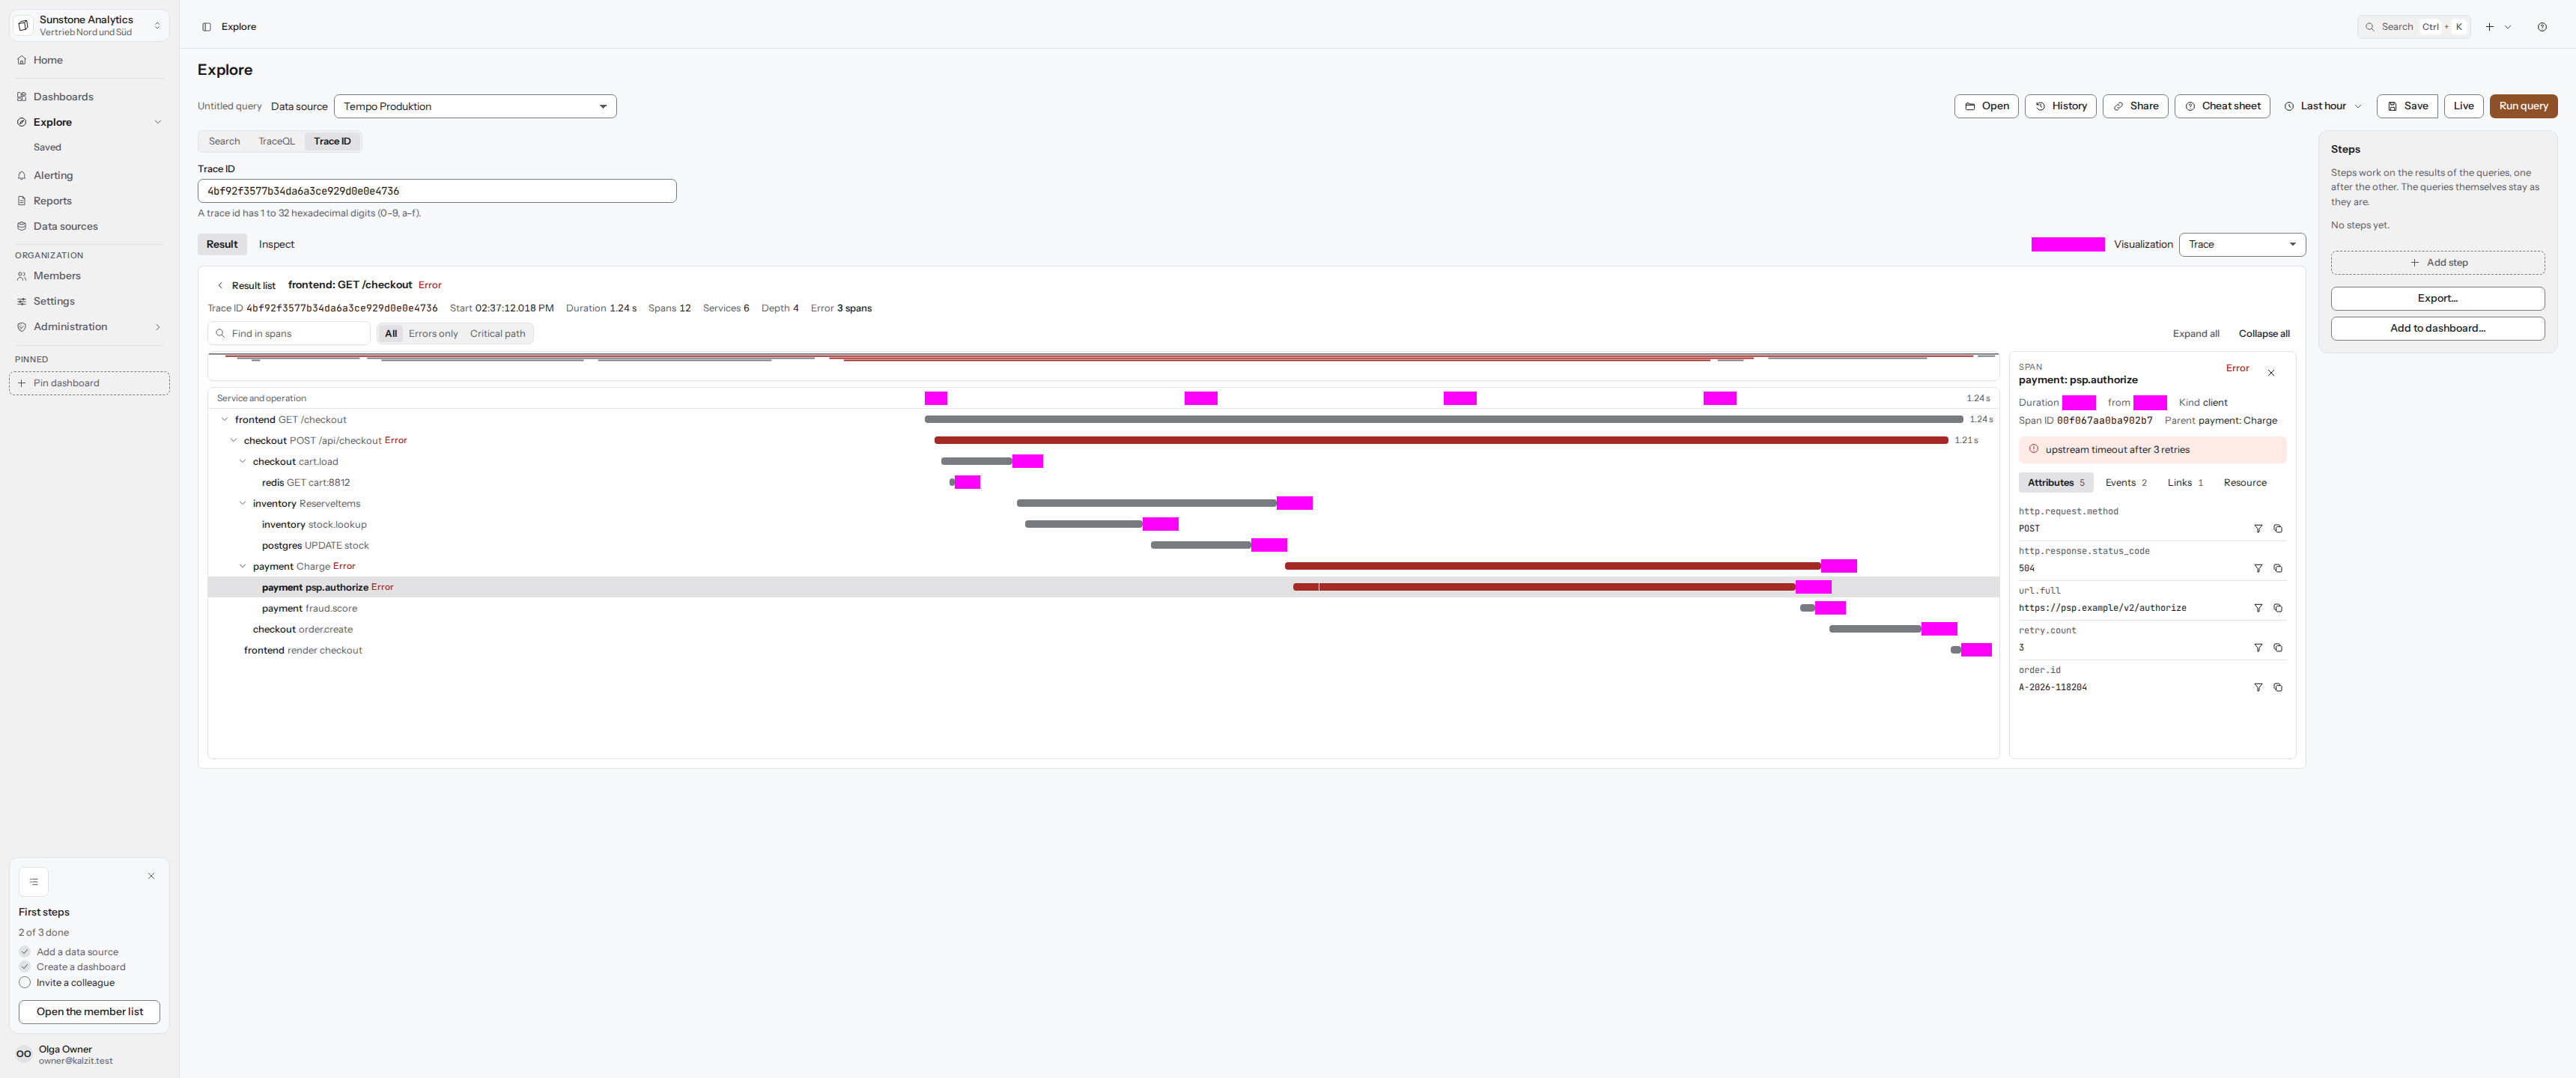 Sunstone Analytics
Vertrieb Nord und Süd
Home
Dashboards
Explore
Saved
Alerting
Reports
Data sources
ORGANIZATION
Members
Settings
Administration
PINNED
Pin dashboard
First steps
2 of 3 done
Add a data source
Create a dashboard
Invite a colleague
Open the member list
OO
Olga Owner
owner@kalzit.test
Explore
Search Ctrl + K
Explore
Untitled query Data source Tempo Produktion
Open History Share Cheat sheet Last hour Save Live Run query
Search TraceQL Trace ID
Trace ID
4bf92f3577b34da6a3ce929d0e0e4736
A trace id has 1 to 32 hexadecimal digits (0–9, a–f).
Result Inspect
Visualization Trace
Result list frontend: GET /checkout Error
Trace ID 4bf92f3577b34da6a3ce929d0e0e4736 Start 02:37:12.018 PM Duration 1.24 s Spans 12 Services 6 Depth 4 Error 3 spans
Find in spans All Errors only Critical path
Expand all Collapse all
Service and operation 1.24 s
frontend GET /checkout 1.24 s
checkout POST /api/checkout Error 1.21 s
checkout cart.load
redis GET cart:8812
inventory ReserveItems
inventory stock.lookup
postgres UPDATE stock
payment Charge Error
payment psp.authorize Error
payment fraud.score
checkout order.create
frontend render checkout
SPAN
Error
payment: psp.authorize
Duration from Kind client
Span ID 00f067aa0ba902b7 Parent payment: Charge
upstream timeout after 3 retries
Attributes 5 Events 2 Links 1 Resource
http.request.method
POST
http.response.status_code
504
url.full
https://psp.example/v2/authorize
retry.count
3
order.id
A-2026-118204
Steps
Steps work on the results of the queries, one
after the other. The queries themselves stay as
they are.
No steps yet.
Add step
Export...
Add to dashboard...